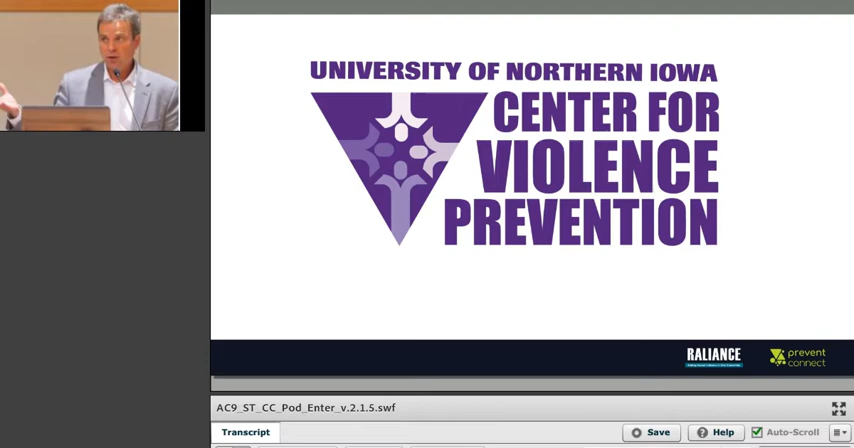 UNIVERSITY OF NORTHERN IOWA
CENTER FOR
VIOLENCE
PREVENTION
RALIANCE
prevent
connect
AC9_ST_CC_Pod_Enter_v.2.1.5.swf
Transcript
Save
Help
Auto-Scroll